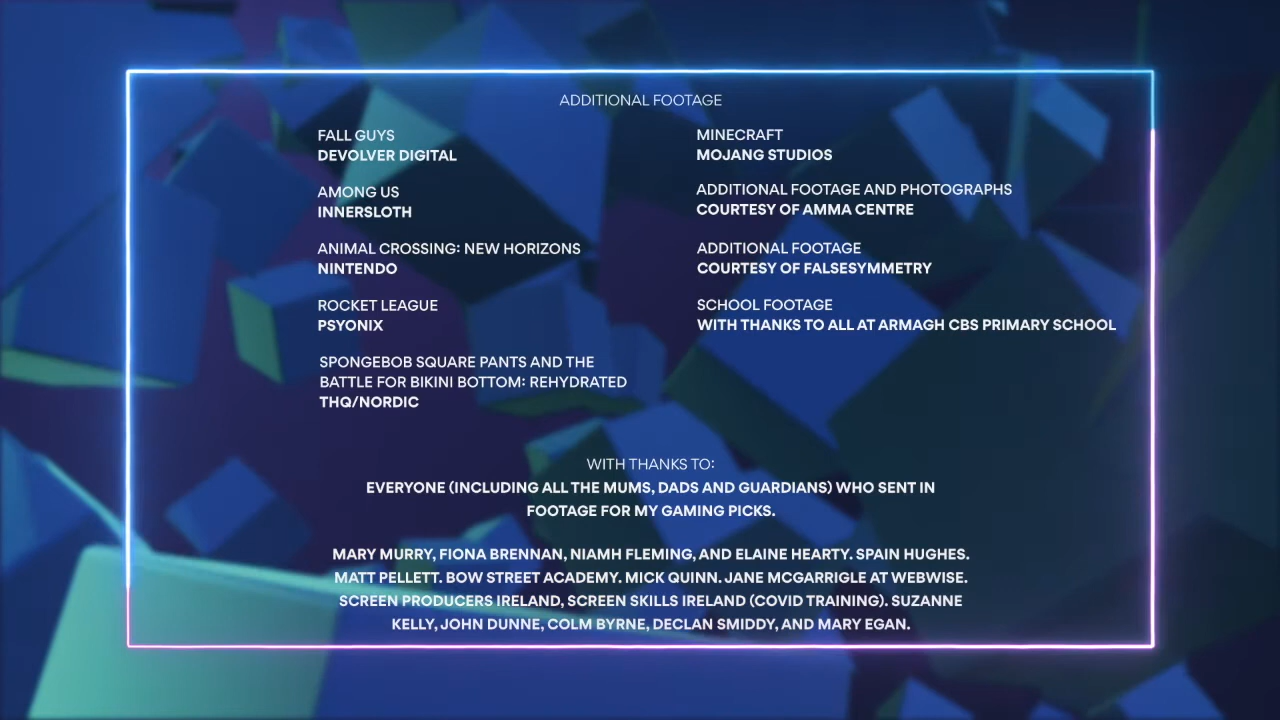 ADDITIONAL FOOTAGE
FALL GUYS
DEVOLVER DIGITAL
AMONG US
INNERSLOTH
ANIMAL CROSSING: NEW HORIZONS
NINTENDO
ROCKET LEAGUE
PSYONIX
SPONGEBOB SQUARE PANTS AND THE
BATTLE FOR BIKINI BOTTOM: REHYDRATED
THQ/NORDIC
MINECRAFT
MOJANG STUDIOS
ADDITIONAL FOOTAGE AND PHOTOGRAPHS
COURTESY OF AMMA CENTRE
ADDITIONAL FOOTAGE
COURTESY OF FALSESYMMETRY
SCHOOL FOOTAGE
WITH THANKS TO ALL AT ARMAGH CBS PRIMARY SCHOOL
WITH THANKS TO:
EVERYONE (INCLUDING ALL THE MUMS, DADS AND GUARDIANS) WHO SENT IN
FOOTAGE FOR MY GAMING PICKS.
MARY MURRY, FIONA BRENNAN, NIAMH FLEMING, AND ELAINE HEARTY. SPAIN HUGHES.
MATT PELLETT. BOW STREET ACADEMY. MICK QUINN. JANE MCGARRIGLE AT WEBWISE.
SCREEN PRODUCERS IRELAND, SCREEN SKILLS IRELAND (COVID TRAINING). SUZANNE
KELLY, JOHN DUNNE, COLM BYRNE, DECLAN SMIDDY, AND MARY EGAN.